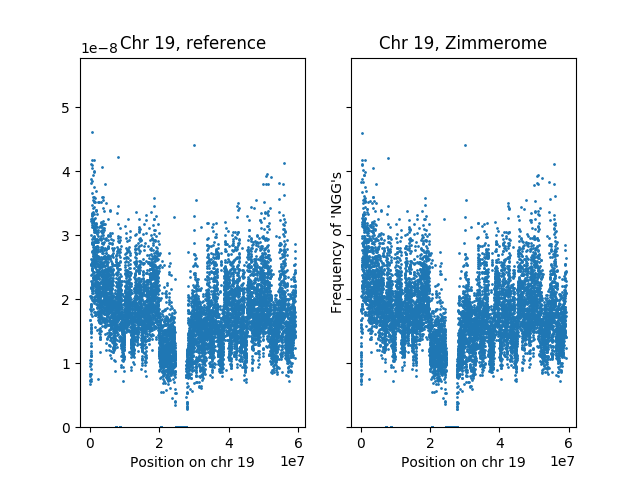 Chr 19, reference
1e−8
5
4
3
2
1
0
0 2 4 6
1e7
Position on chr 19
Chr 19, Zimmerome
Frequency of 'NGG's
0 2 4 6
1e7
Position on chr 19